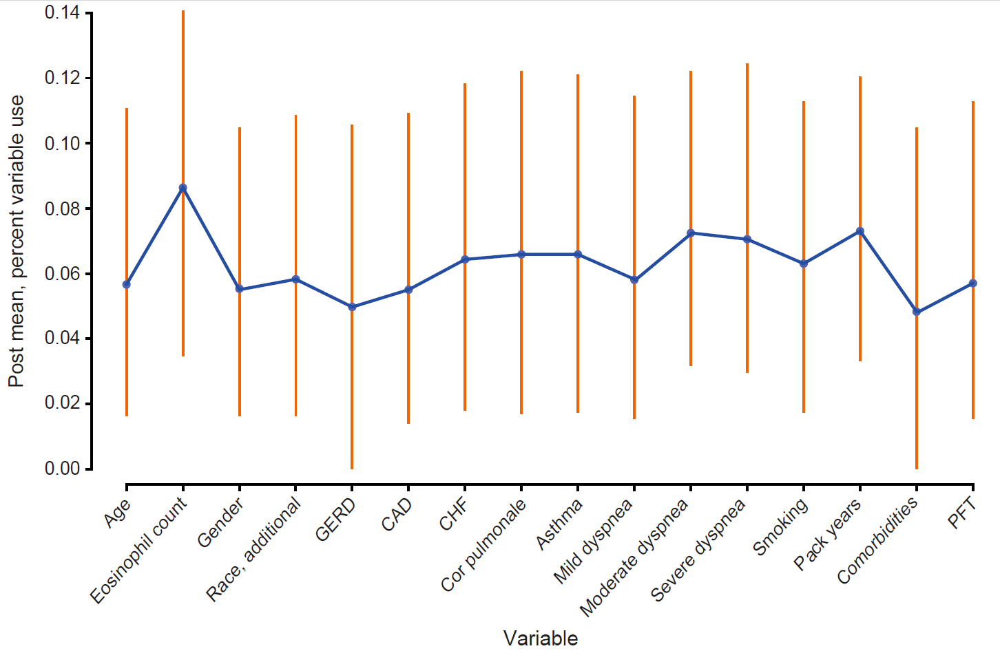 0.14
0.12
0.10
0.08
0.06
0.04
0.02
0.00
Post mean, percent variable use
Age
Eosinophil count
Gender
Race, additional
GERD
CAD
CHF
Cor pulmonale
Asthma
Mild dyspnea
Moderate dyspnea
Severe dyspnea
Smoking
Pack years
Comorbidities
PFT
Variable